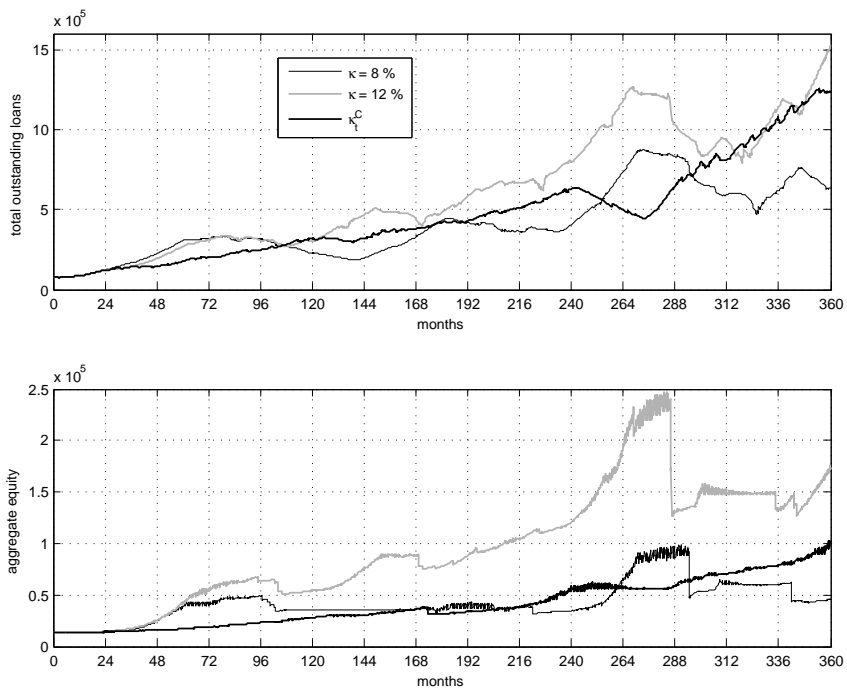 x 10^5
15
10
5
0
total outstanding loans
κ = 8 %
κ = 12 %
κ_t^C
0 24 48 72 96 120 144 168 192 216 240 264 288 312 336 360
months
x 10^5
2.5
2
1.5
1
0.5
0
aggregate equity
0 24 48 72 96 120 144 168 192 216 240 264 288 312 336 360
months